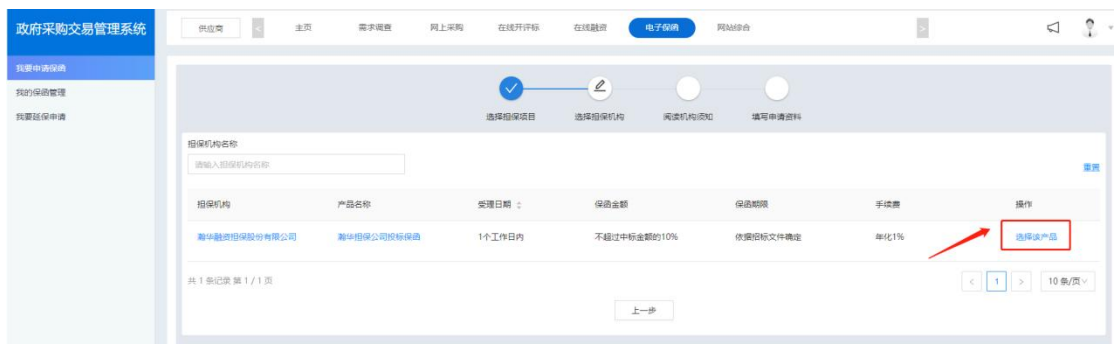 政府采购交易管理系统
供应商 < 主页 需求调查 网上采购 在线开评标 在线融资 电子保函 网站综合 >
我要申请保函
我的保函管理
我要延保申请
选择担保项目 选择担保机构 阅读机构须知 填写申请资料
担保机构名称
请输入担保机构名称
重置
担保机构 产品名称 受理日期 保函金额 保函期限 手续费 操作
瀚华融资担保股份有限公司 瀚华担保公司投标保函 1个工作日内 不超过中标金额的10% 依据招标文件确定 年化1% 选择该产品
共 1 条记录 第 1 / 1 页 < 1 > 10 条/页
上一步